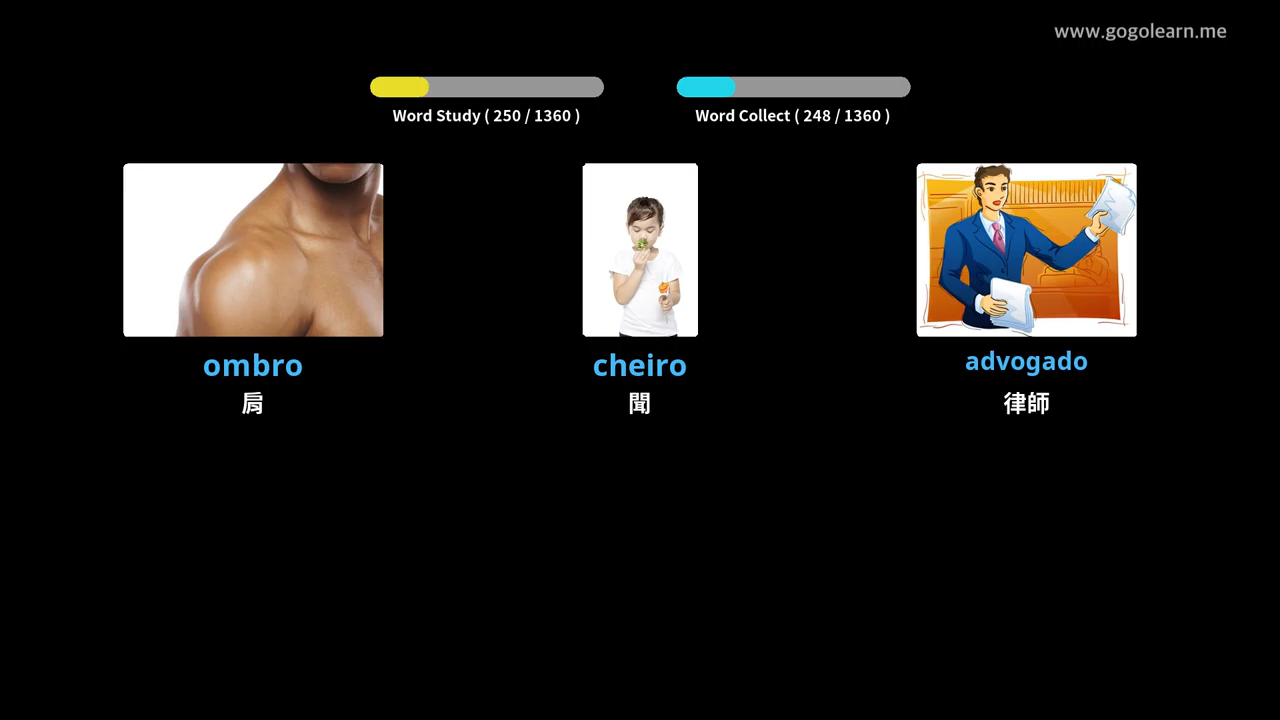 www.gogolearn.me
Word Study ( 250 / 1360 )
Word Collect ( 248 / 1360 )
ombro
肩
cheiro
聞
advogado
律師